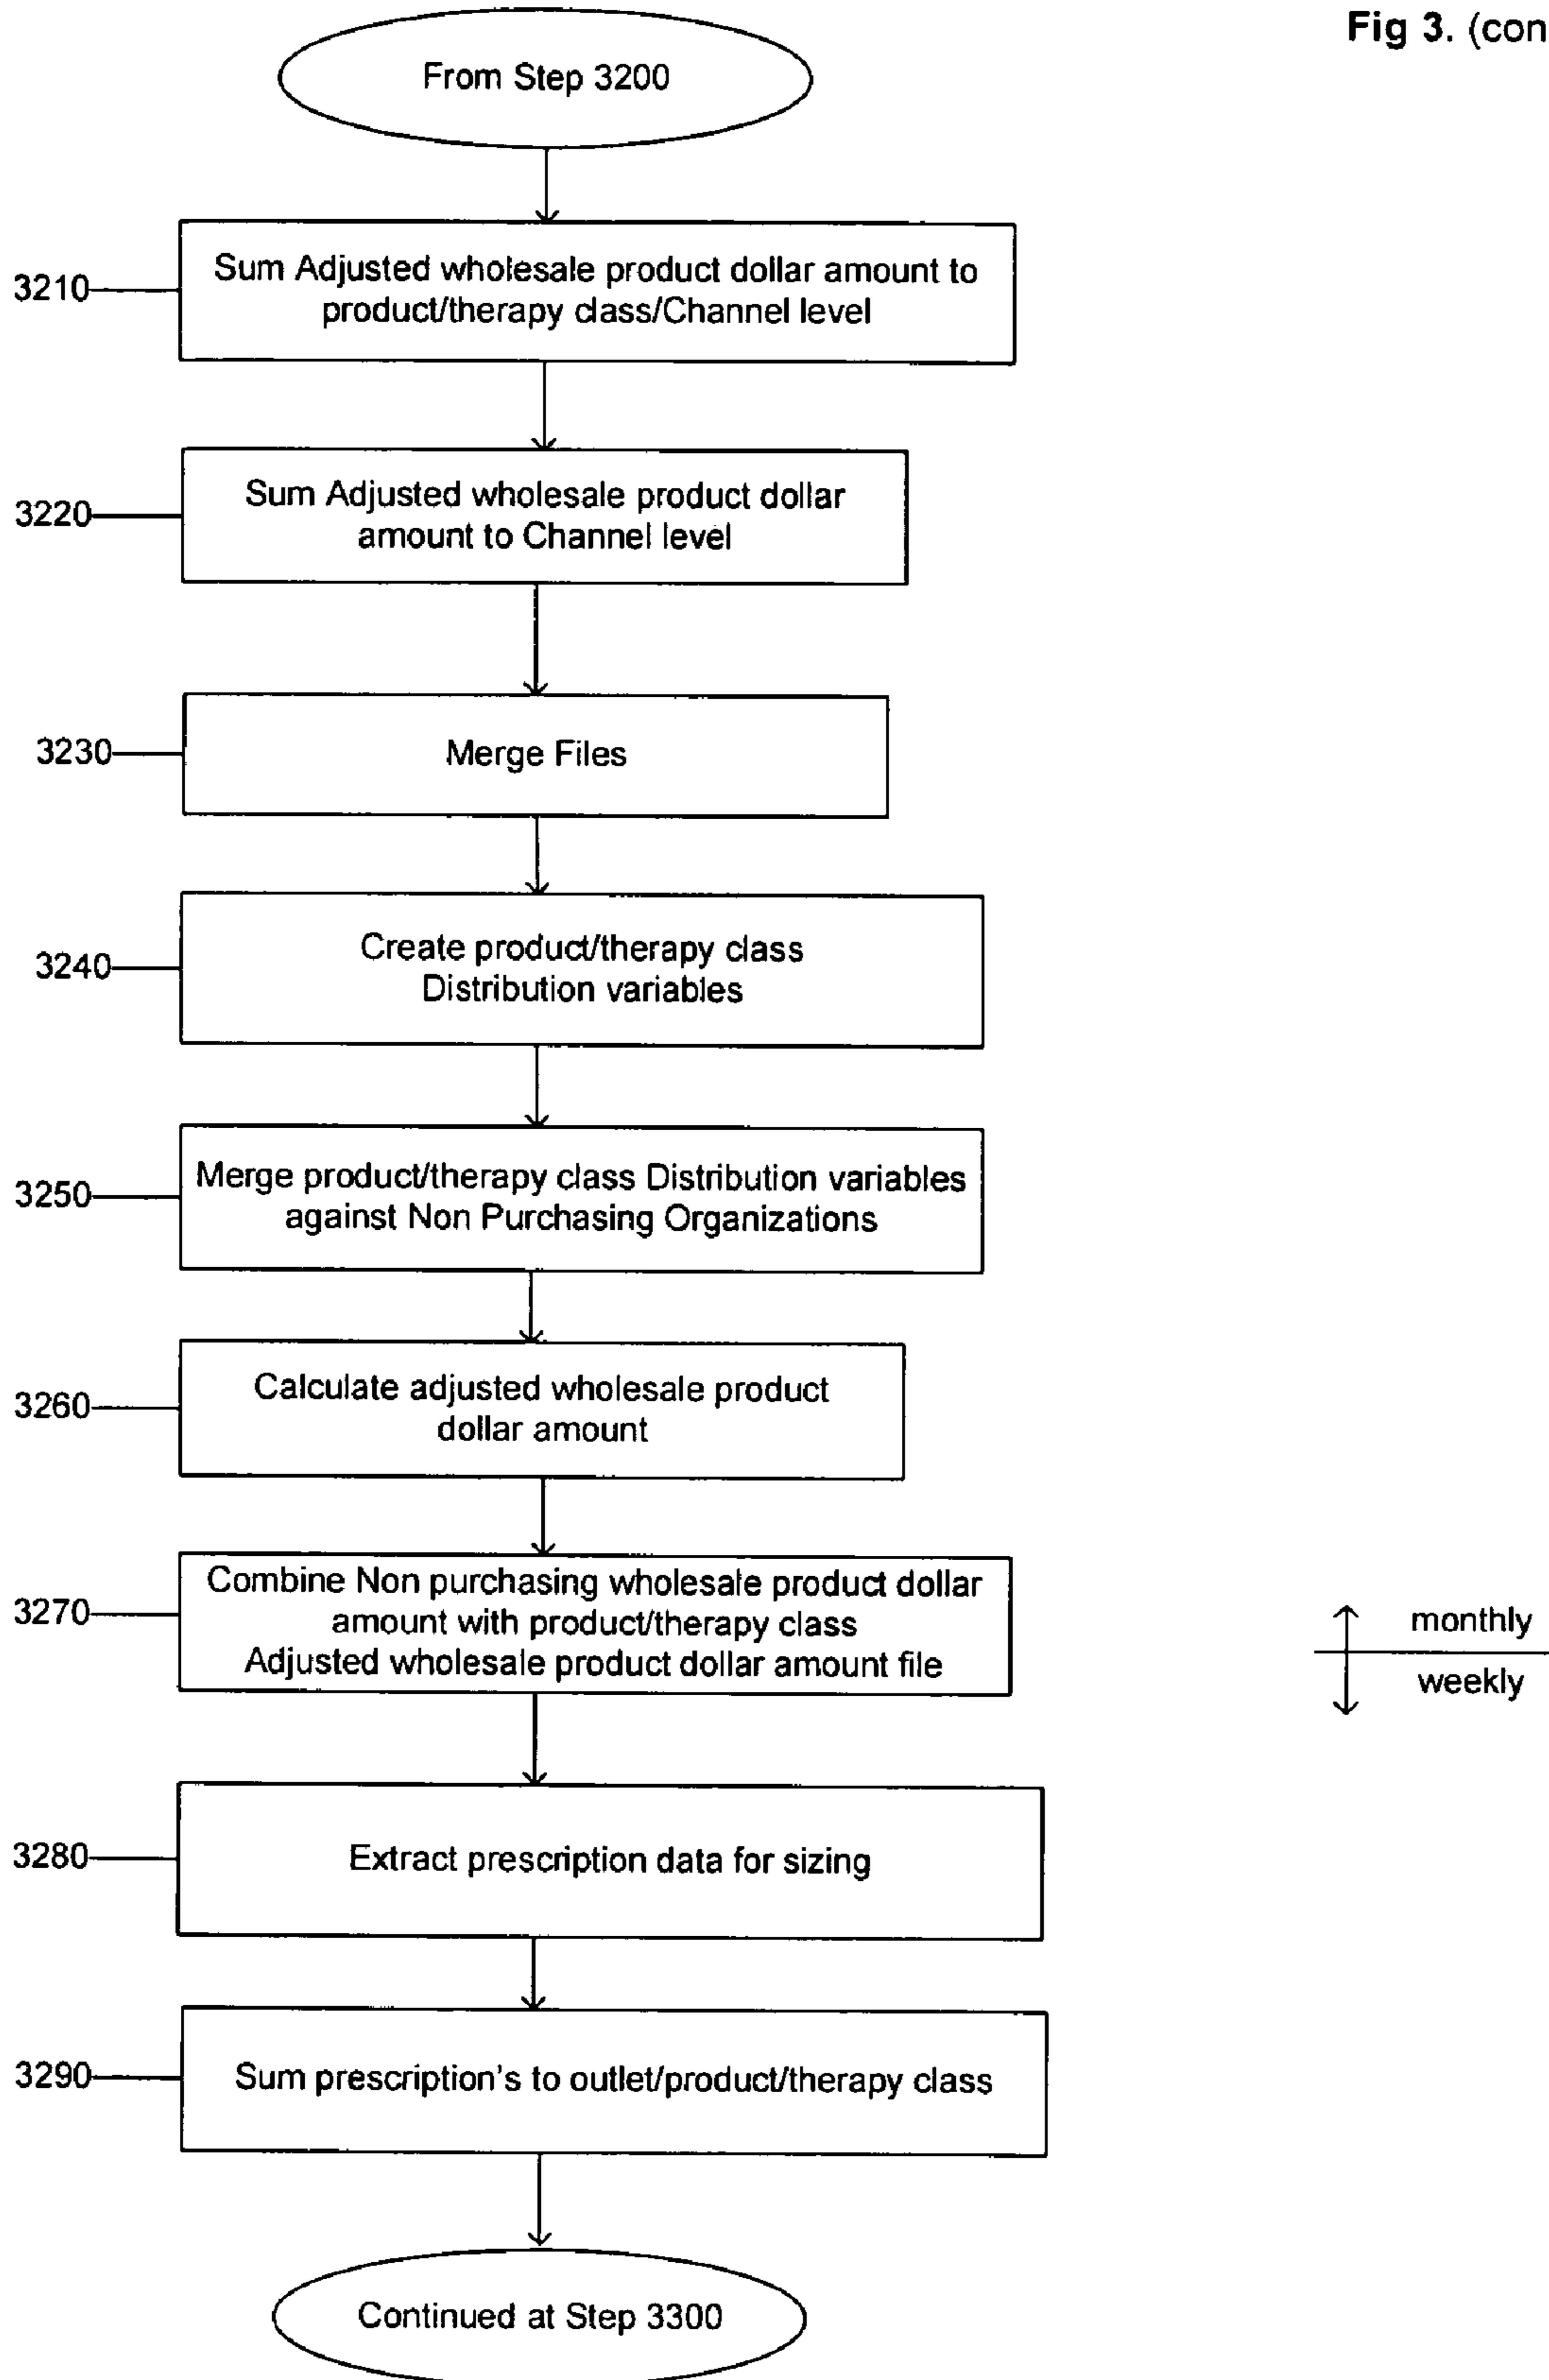 Fig 3. (con
From Step 3200
3210
Sum Adjusted wholesale product dollar amount to
product/therapy class/Channel level
3220
Sum Adjusted wholesale product dollar
amount to Channel level
3230
Merge Files
3240
Create product/therapy class
Distribution variables
3250
Merge product/therapy class Distribution variables
against Non Purchasing Organizations
3260
Calculate adjusted wholesale product
dollar amount
3270
Combine Non purchasing wholesale product dollar
amount with product/therapy class
Adjusted wholesale product dollar amount file
monthly
weekly
3280
Extract prescription data for sizing
3290
Sum prescription's to outlet/product/therapy class
Continued at Step 3300